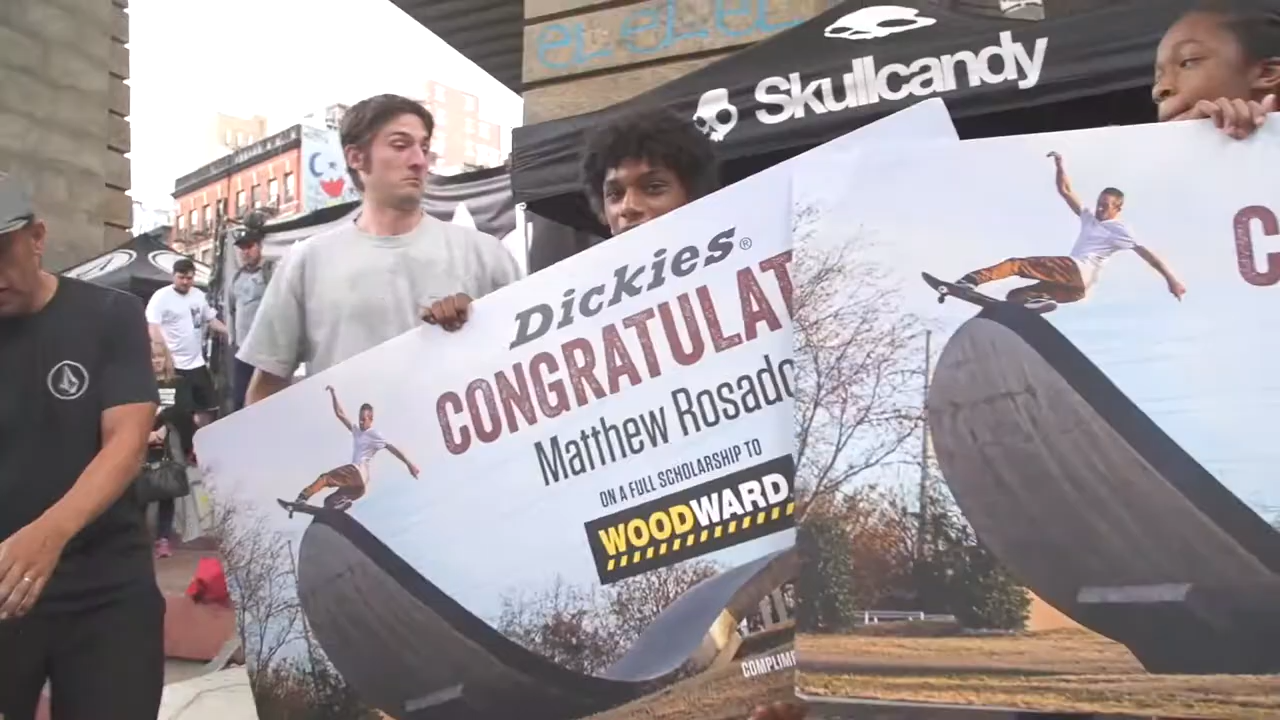 Skullcandy
Dickies®
CONGRATULAT
Matthew Rosado
ON A FULL SCHOLARSHIP TO
WOODWARD
COMPLIM
C